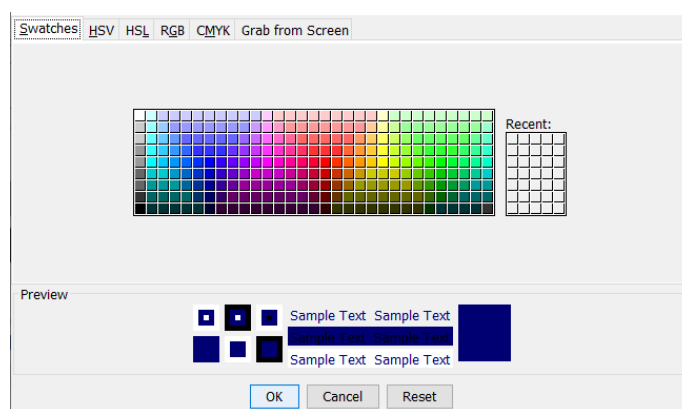 Swatches HSV HSL RGB CMYK Grab from Screen
Recent:
Preview
Sample Text Sample Text
Sample Text Sample Text
Sample Text Sample Text
OK Cancel Reset